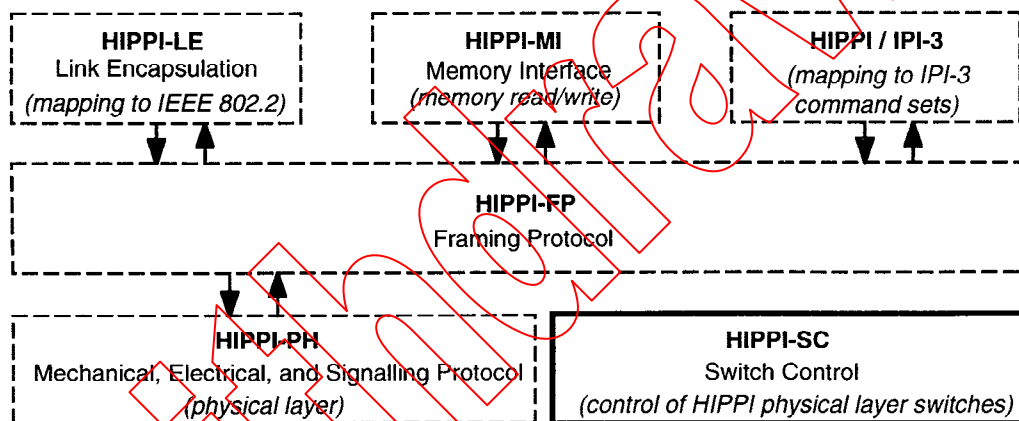 HIPPI-LE
Link Encapsulation
(mapping to IEEE 802.2)
HIPPI-MI
Memory Interface
(memory read/write)
HIPPI / IPI-3
(mapping to IPI-3
command sets)
HIPPI-FP
Framing Protocol
HIPPI-PH
Mechanical, Electrical, and Signalling Protocol
(physical layer)
HIPPI-SC
Switch Control
(control of HIPPI physical layer switches)